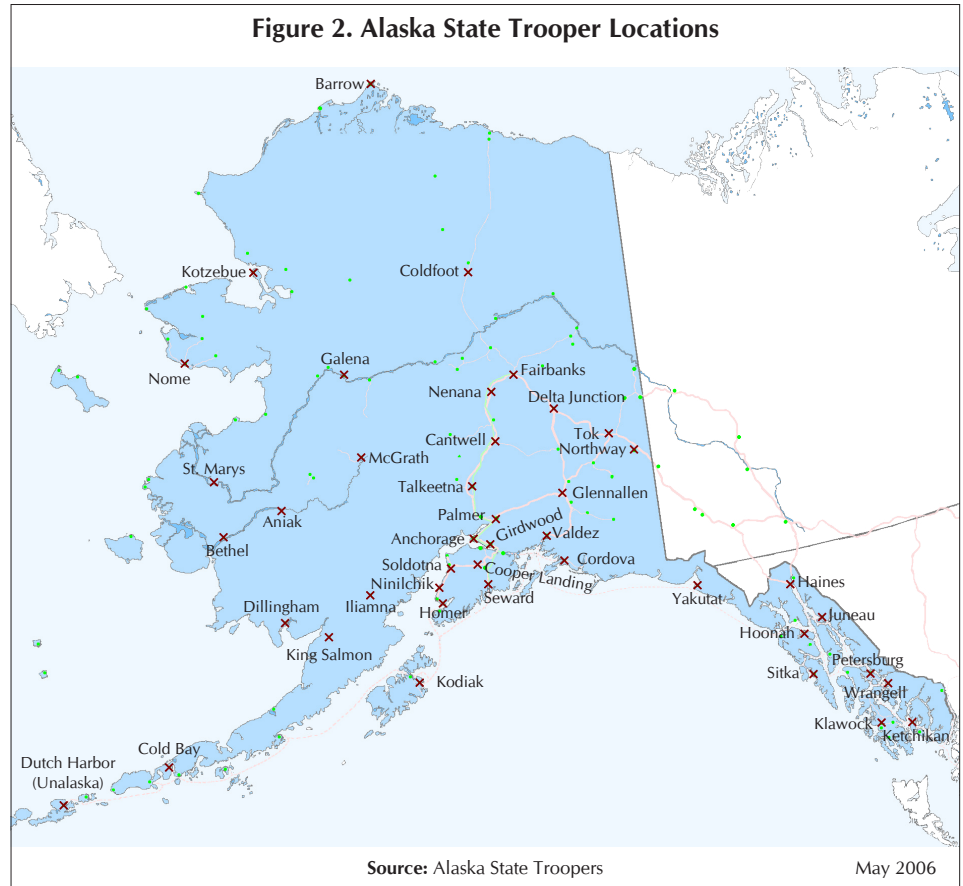 Figure 2. Alaska State Trooper Locations
Barrow
Kotzebue
Coldfoot
Nome
Galena
Fairbanks
Nenana
Delta Junction
Cantwell
Tok
Northway
McGrath
St. Marys
Talkeetna
Glennallen
Aniak
Palmer
Girdwood
Anchorage
Valdez
Bethel
Soldotna
Cooper Landing
Cordova
Ninilchik
Seward
Iliamna
Homer
Yakutat
Haines
Dillingham
Juneau
Hoonah
King Salmon
Petersburg
Sitka
Kodiak
Wrangell
Klawock
Ketchikan
Cold Bay
Dutch Harbor
(Unalaska)
Source: Alaska State Troopers
May 2006